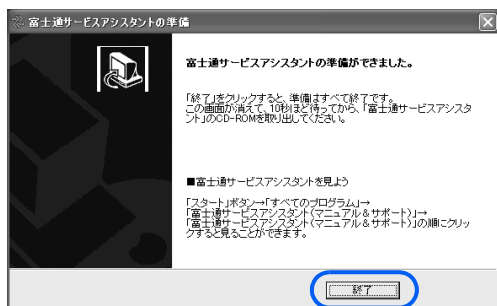 富士通サービスアシスタントの準備
富士通サービスアシスタントの準備ができました。
「終了」をクリックすると、準備はすべて終了です。
この画面が消えて、10秒ほど待ってから、「富士通サービスアシスタ
ント」のCD-ROMを取り出してください。
■富士通サービスアシスタントを見よう
「スタート」ボタン→「すべてのプログラム」→
「富士通サービスアシスタント(マニュアル&サポート)」→
「富士通サービスアシスタント(マニュアル&サポート)」の順にクリッ
クすると見ることができます。
終了